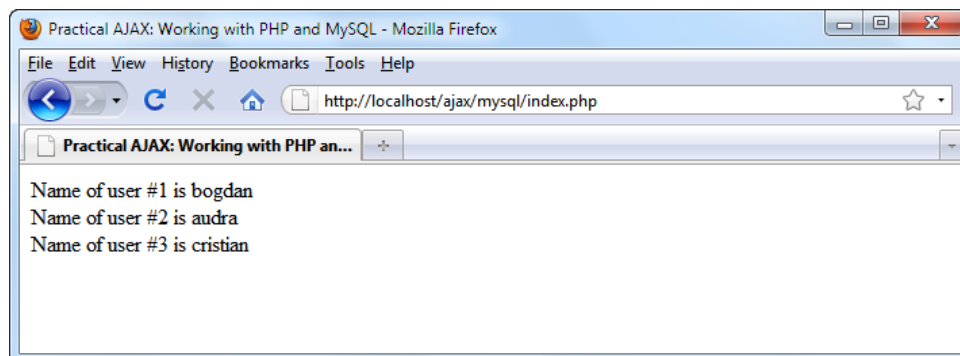 Practical AJAX: Working with PHP and MySQL - Mozilla Firefox
File Edit View History Bookmarks Tools Help
http://localhost/ajax/mysql/index.php
Practical AJAX: Working with PHP an...
Name of user #1 is bogdan
Name of user #2 is audra
Name of user #3 is cristian